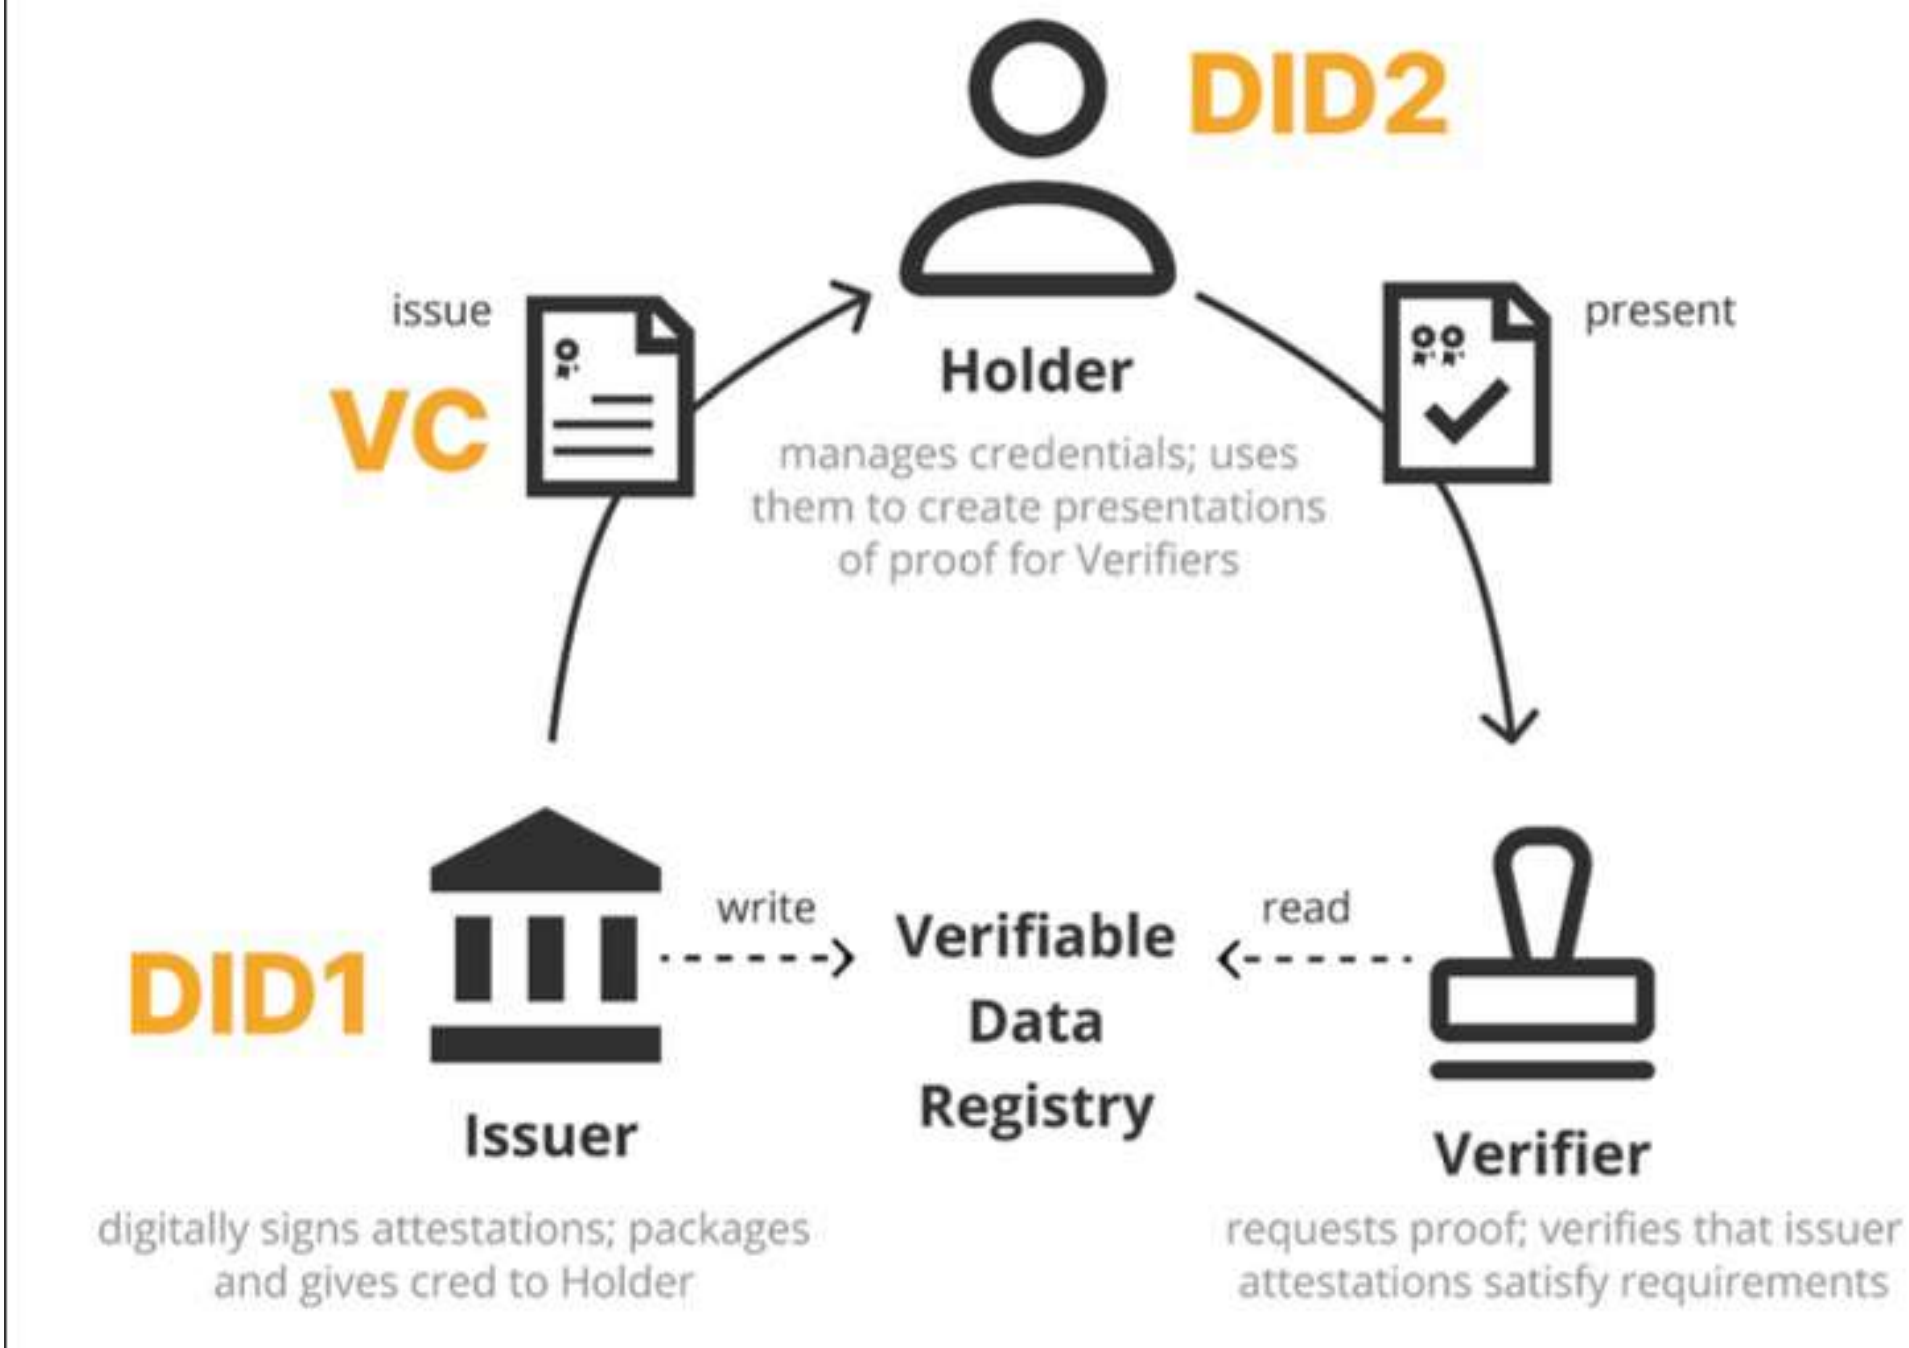 DID2
issue
present
VC
Holder
manages credentials; uses
them to create presentations
of proof for Verifiers
write
read
DID1
Verifiable
Data
Registry
Issuer
digitally signs attestations; packages
and gives cred to Holder
Verifier
requests proof; verifies that issuer
attestations satisfy requirements